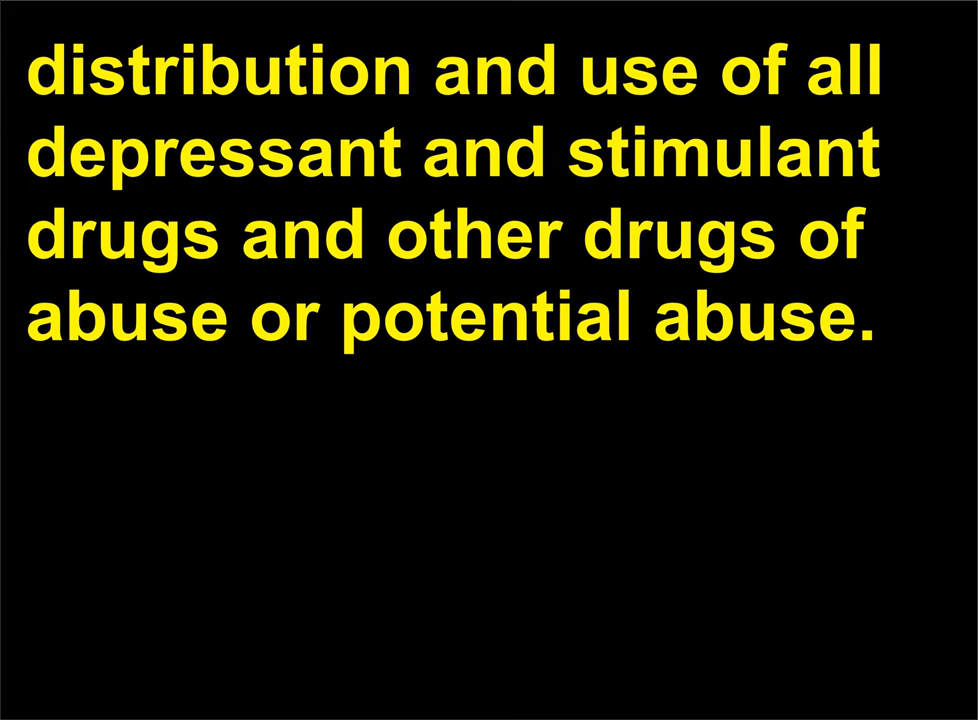 distribution and use of all
depressant and stimulant
drugs and other drugs of
abuse or potential abuse.